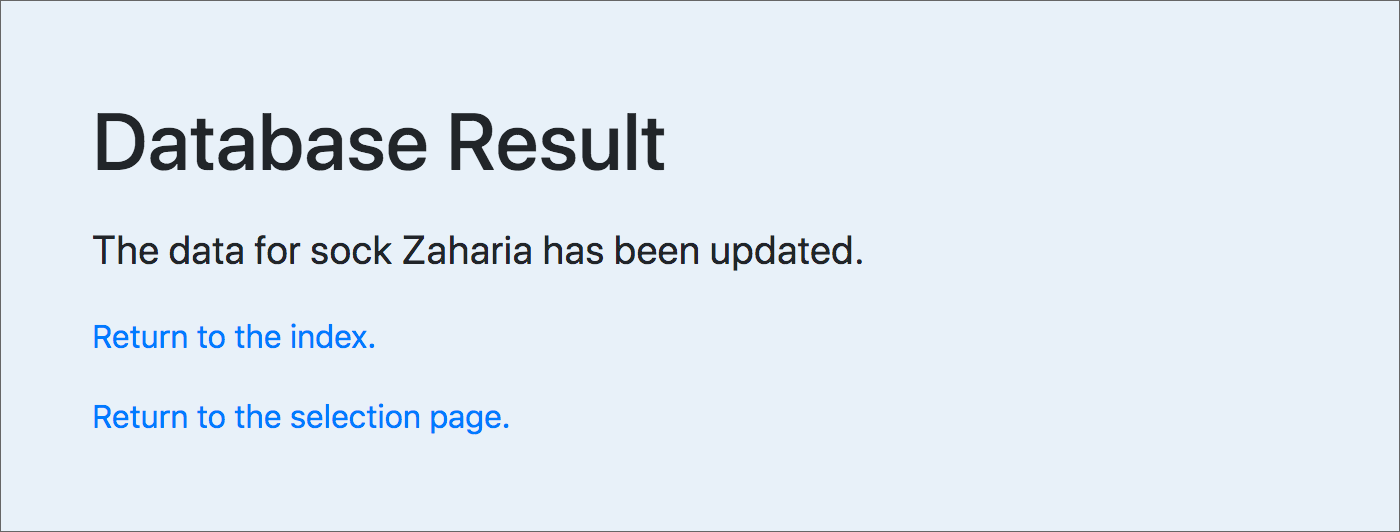 Database Result
The data for sock Zaharia has been updated.
Return to the index.
Return to the selection page.